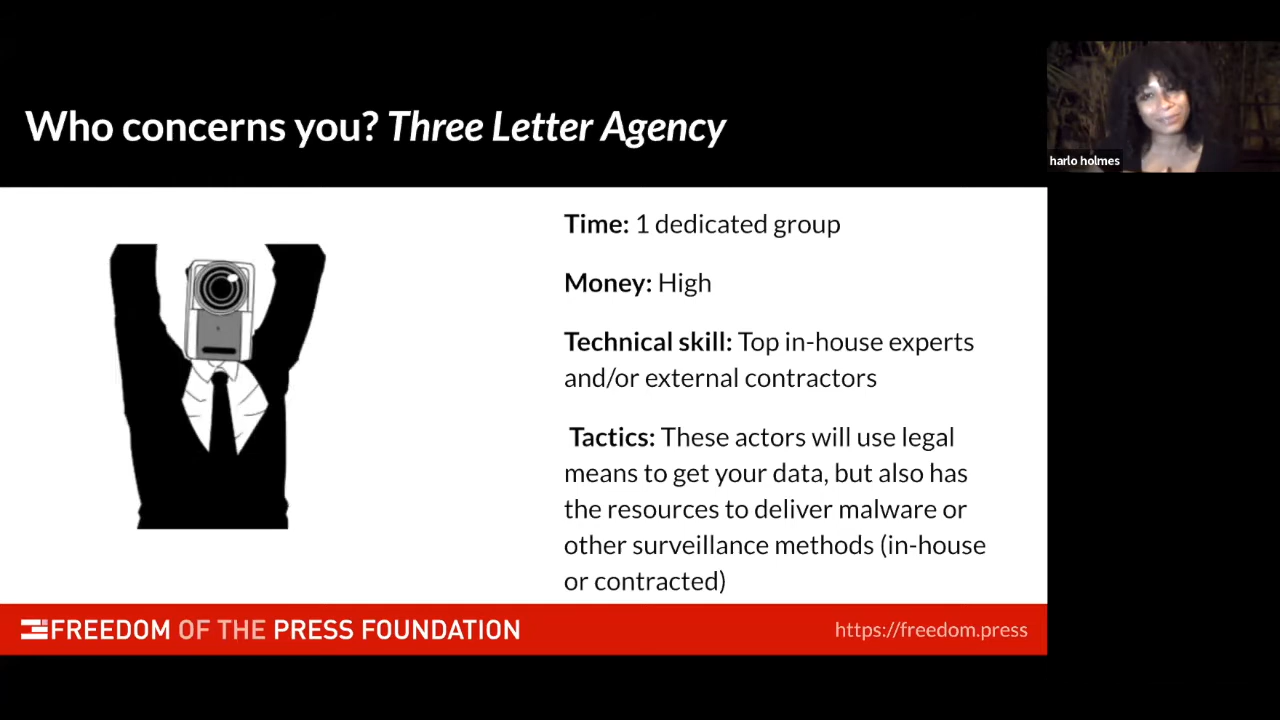 Who concerns you? Three Letter Agency
harlo holmes
Time: 1 dedicated group
Money: High
Technical skill: Top in-house experts
and/or external contractors
Tactics: These actors will use legal
means to get your data, but also has
the resources to deliver malware or
other surveillance methods (in-house
or contracted)
FREEDOM OF THE PRESS FOUNDATION
https://freedom.press